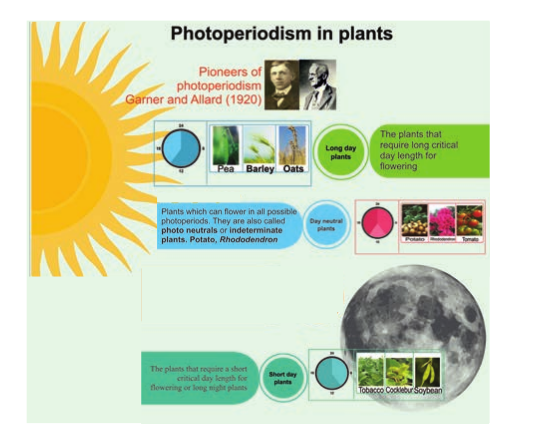 Photoperiodism in plants
Pioneers of
photoperiodism
Garner and Allard (1920)
Pea Barley Oats
Long day
plants
The plants that
require long critical
day length for
flowering
Plants which can flower in all possible
photoperiods. They are also called
photo neutrals or indeterminate
plants. Potato, Rhododendron
Day neutral
plants
Potato Rhododendron Tomato
The plants that require a short
critical day length for
flowering or long night plants
Short day
plants
Tobacco Cocklebur Soybean